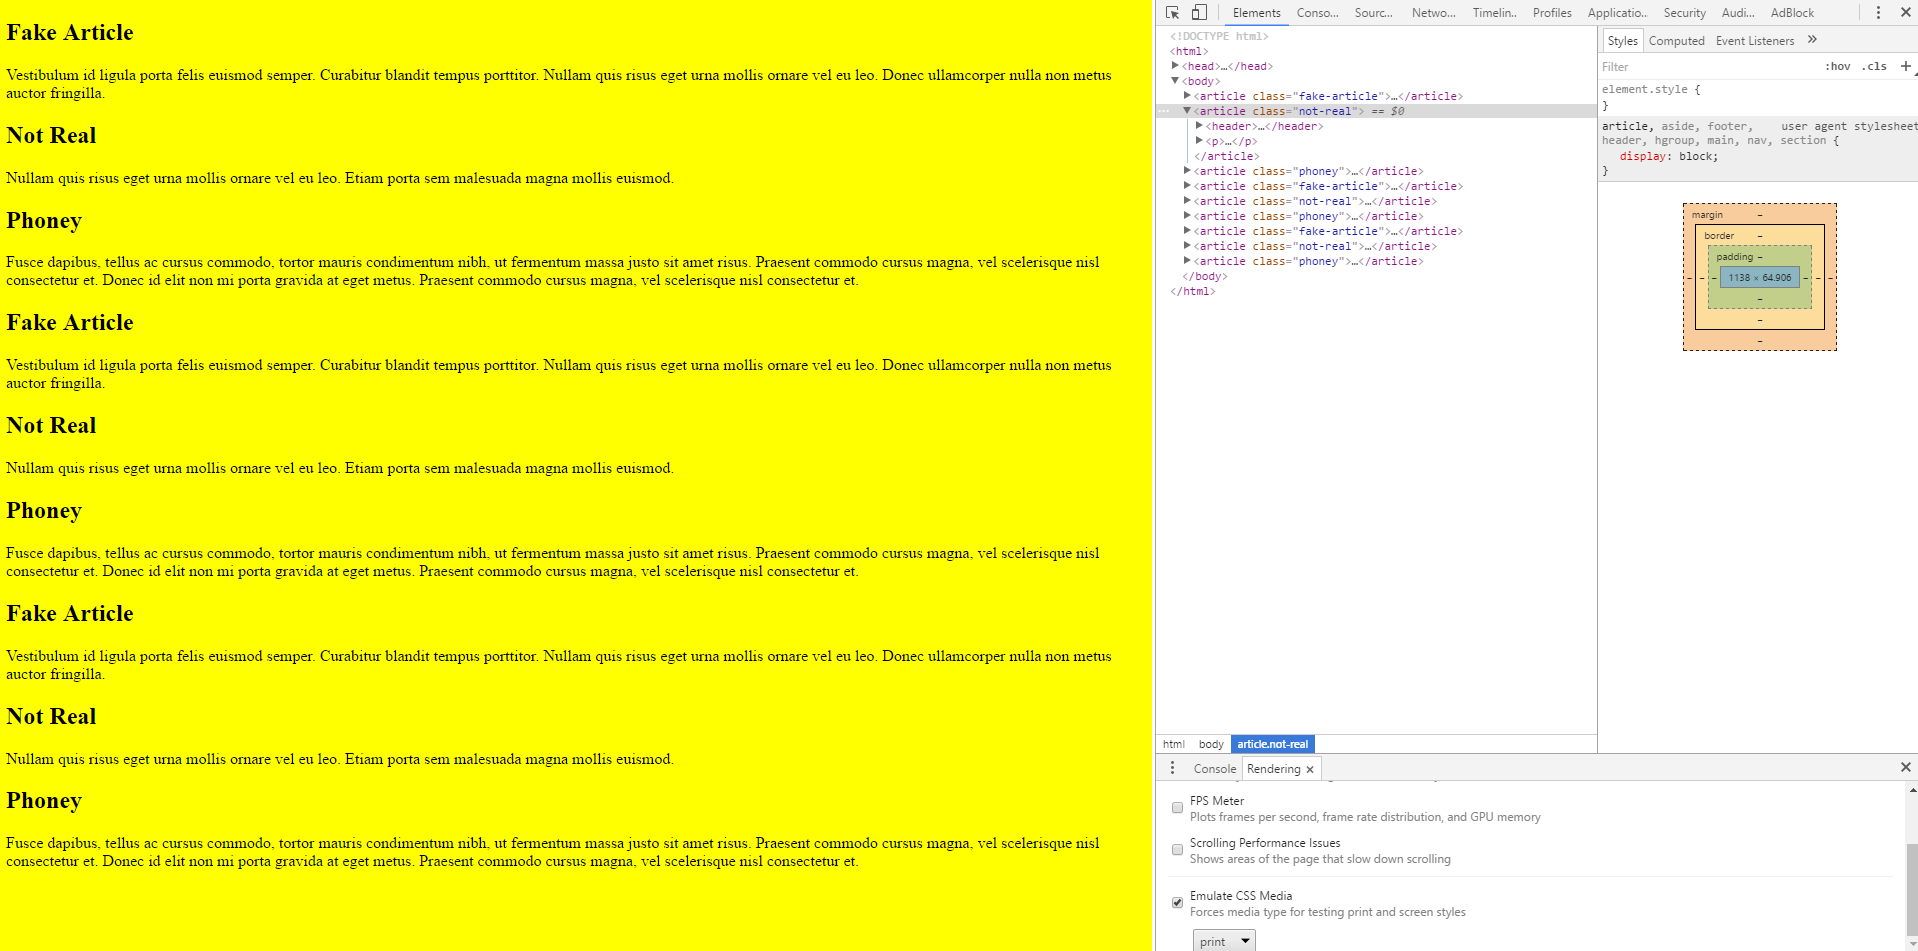 Fake Article
Vestibulum id ligula porta felis euismod semper. Curabitur blandit tempus porttitor. Nullam quis risus eget urna mollis ornare vel eu leo. Donec ullamcorper nulla non metus
auctor fringilla.
Not Real
Nullam quis risus eget urna mollis ornare vel eu leo. Etiam porta sem malesuada magna mollis euismod.
Phoney
Fusce dapibus, tellus ac cursus commodo, tortor mauris condimentum nibh, ut fermentum massa justo sit amet risus. Praesent commodo cursus magna, vel scelerisque nisl
consectetur et. Donec id elit non mi porta gravida at eget metus. Praesent commodo cursus magna, vel scelerisque nisl consectetur et.
Fake Article
Vestibulum id ligula porta felis euismod semper. Curabitur blandit tempus porttitor. Nullam quis risus eget urna mollis ornare vel eu leo. Donec ullamcorper nulla non metus
auctor fringilla.
Not Real
Nullam quis risus eget urna mollis ornare vel eu leo. Etiam porta sem malesuada magna mollis euismod.
Phoney
Fusce dapibus, tellus ac cursus commodo, tortor mauris condimentum nibh, ut fermentum massa justo sit amet risus. Praesent commodo cursus magna, vel scelerisque nisl
consectetur et. Donec id elit non mi porta gravida at eget metus. Praesent commodo cursus magna, vel scelerisque nisl consectetur et.
Fake Article
Vestibulum id ligula porta felis euismod semper. Curabitur blandit tempus porttitor. Nullam quis risus eget urna mollis ornare vel eu leo. Donec ullamcorper nulla non metus
auctor fringilla.
Not Real
Nullam quis risus eget urna mollis ornare vel eu leo. Etiam porta sem malesuada magna mollis euismod.
Phoney
Fusce dapibus, tellus ac cursus commodo, tortor mauris condimentum nibh, ut fermentum massa justo sit amet risus. Praesent commodo cursus magna, vel scelerisque nisl
consectetur et. Donec id elit non mi porta gravida at eget metus. Praesent commodo cursus magna, vel scelerisque nisl consectetur et.
Elements Conso... Sourc... Netwo... Timelin.. Profiles Applicatio.. Security Audi... AdBlock
<!DOCTYPE html>
<html>
<head>…</head>
<body>
<article class="fake-article">…</article>
<article class="not-real"> == $0
<header>…</header>
<p>…</p>
</article>
<article class="phoney">…</article>
<article class="fake-article">…</article>
<article class="not-real">…</article>
<article class="phoney">…</article>
<article class="fake-article">…</article>
<article class="not-real">…</article>
<article class="phoney">…</article>
</body>
</html>
html body article.not-real
Styles Computed Event Listeners »
Filter :hov .cls +
element.style {
}
article, aside, footer, user agent stylesheet
header, hgroup, main, nav, section {
display: block;
}
margin –
border –
padding –
– – – 1138 × 64.906 – – –
–
–
–
Console Rendering
FPS Meter
Plots frames per second, frame rate distribution, and GPU memory
Scrolling Performance Issues
Shows areas of the page that slow down scrolling
Emulate CSS Media
Forces media type for testing print and screen styles
print